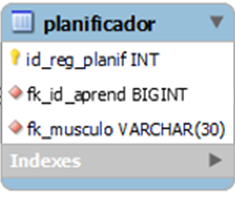 planificador
id_reg_planif INT
fk_id_aprend BIGINT
fk_musculo VARCHAR(30)
Indexes